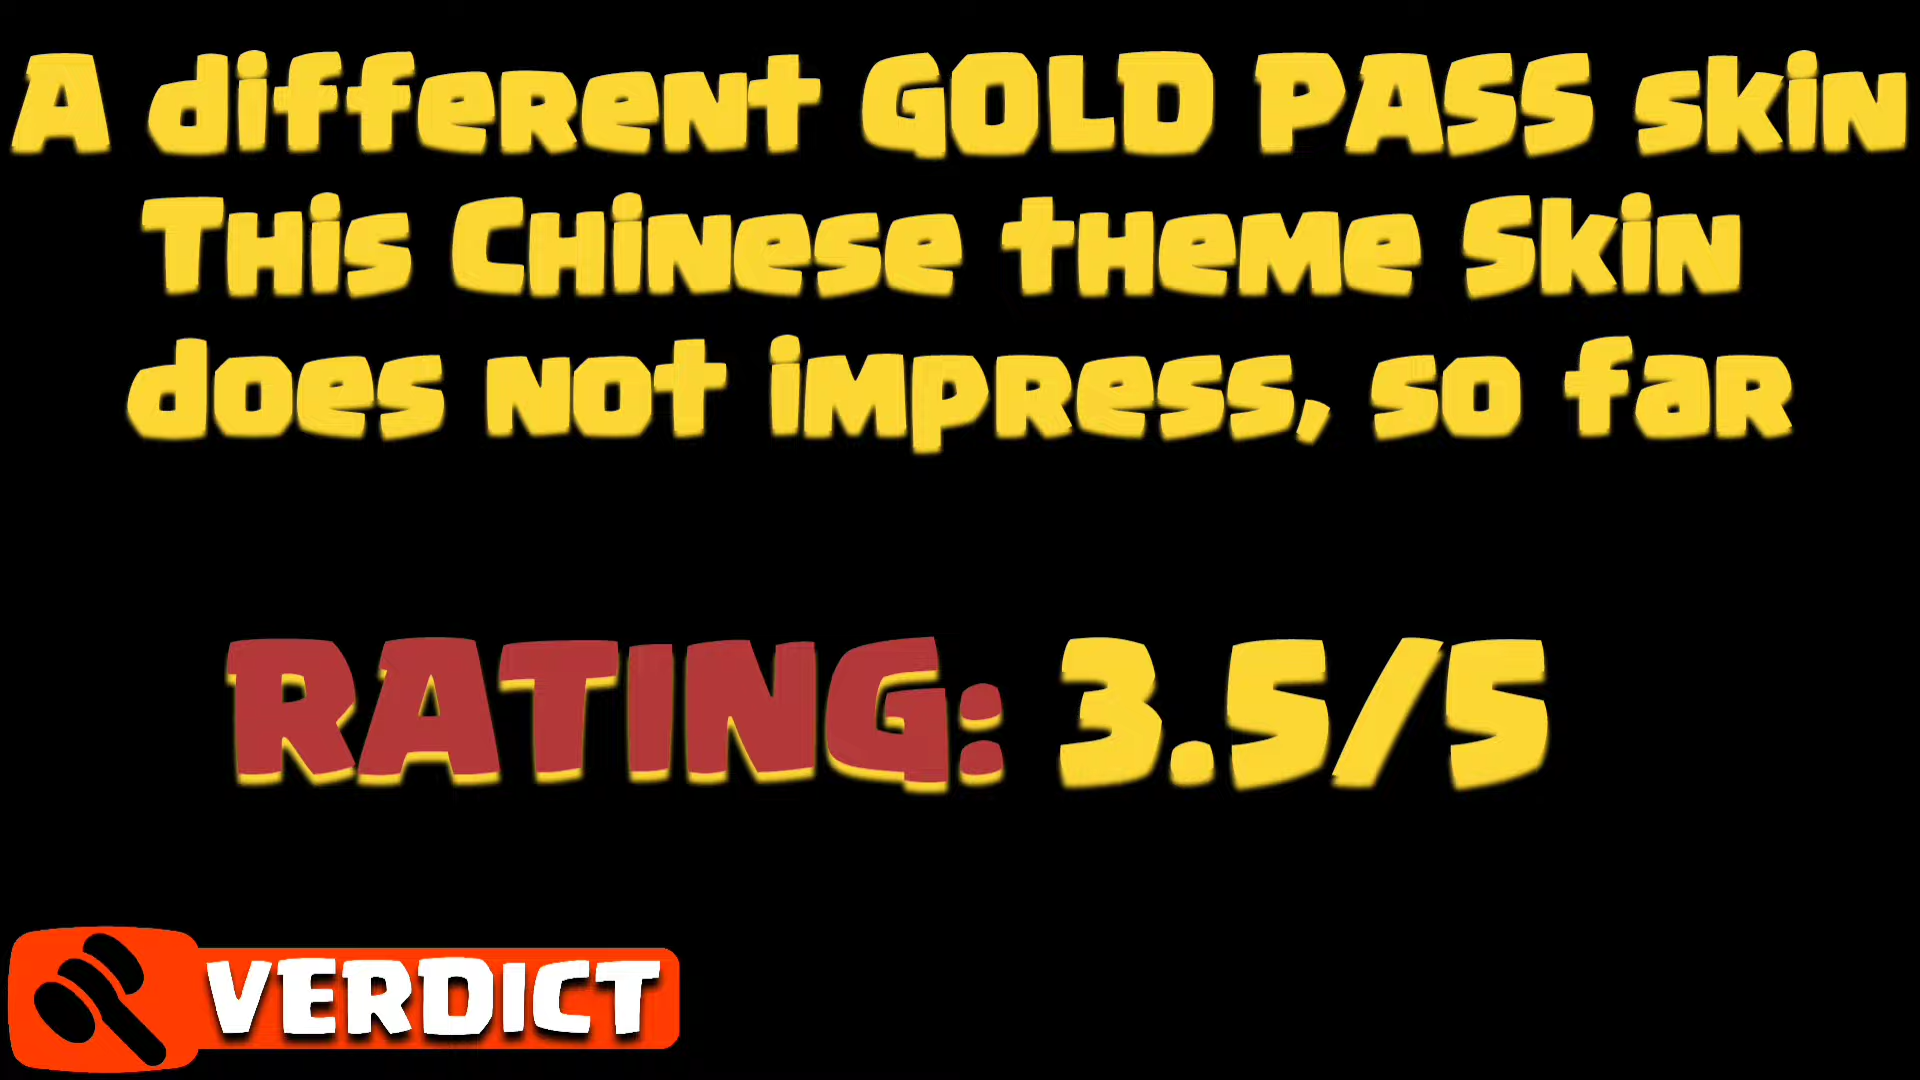 A different GOLD PASS skin
This Chinese theme Skin
does not impress, so far
RATING: 3.5/5
VERDICT